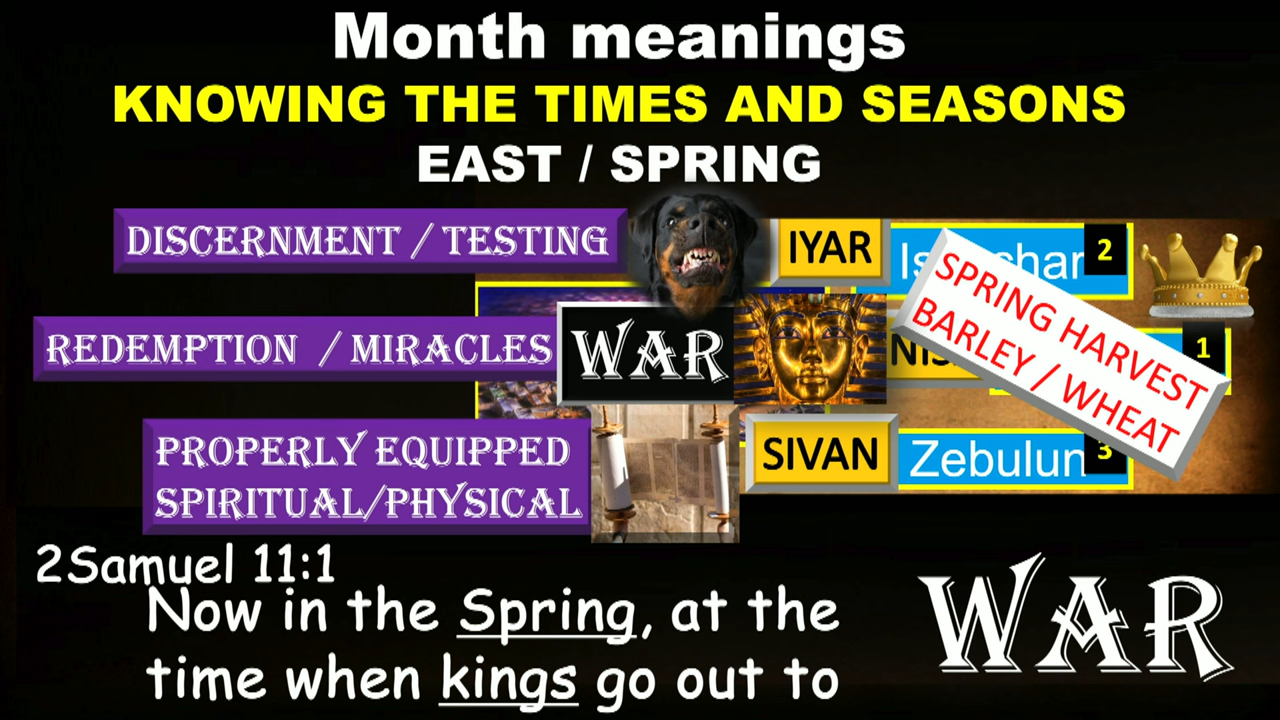 Month meanings
KNOWING THE TIMES AND SEASONS
EAST / SPRING
DISCERNMENT / TESTING
IYAR
2
SPRING HARVEST
BARLEY / WHEAT
REDEMPTION / MIRACLES
WAR
1
PROPERLY EQUIPPED
SPIRITUAL/PHYSICAL
SIVAN
Zebulun
3
2Samuel 11:1
Now in the Spring, at the
time when kings go out to
WAR